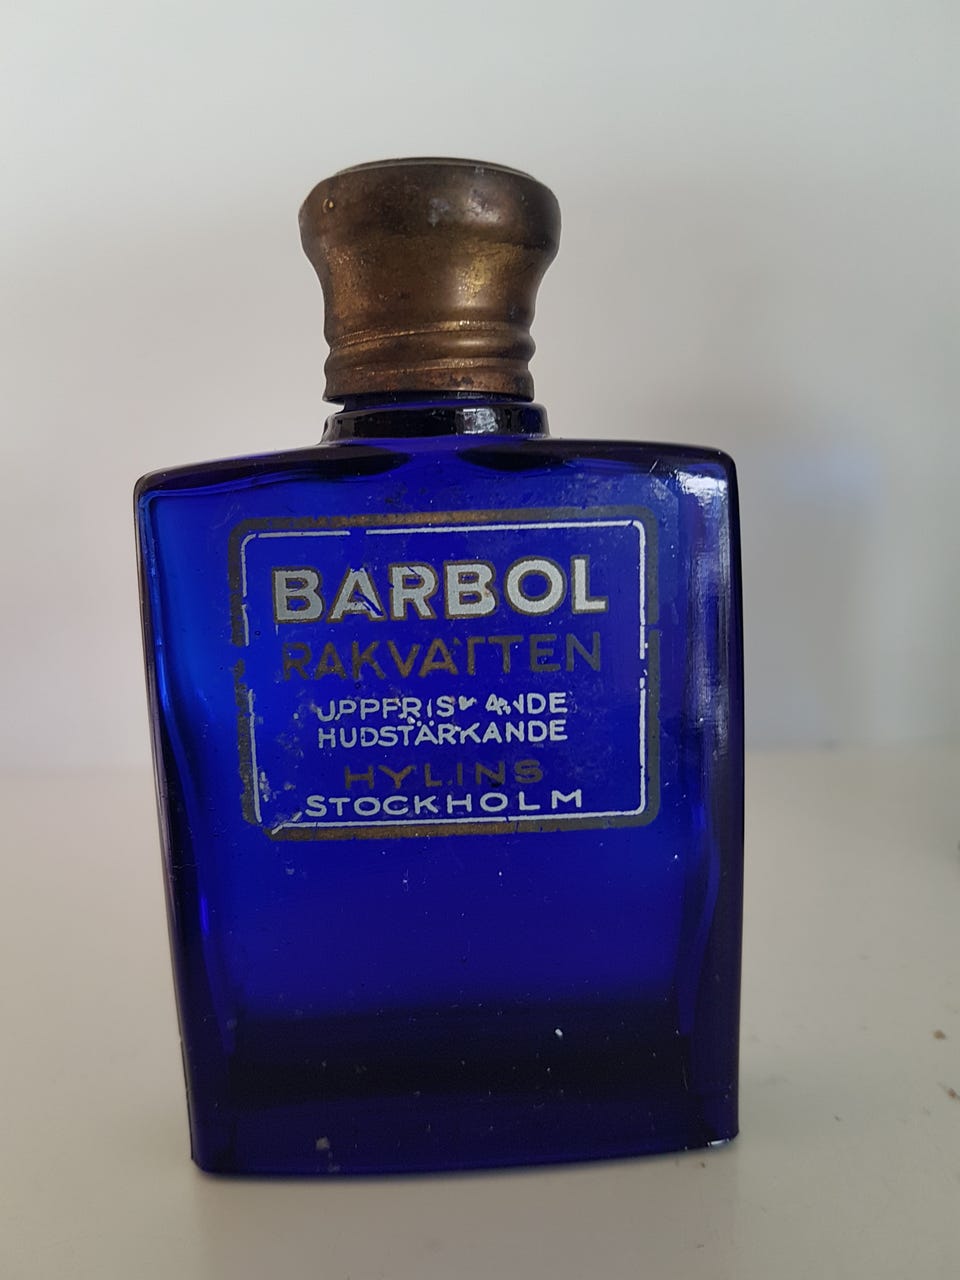 BARBOL
RAKVATTEN
UPPFRISKANDE
HUDSTÄRKANDE
HYLINS
STOCKHOLM